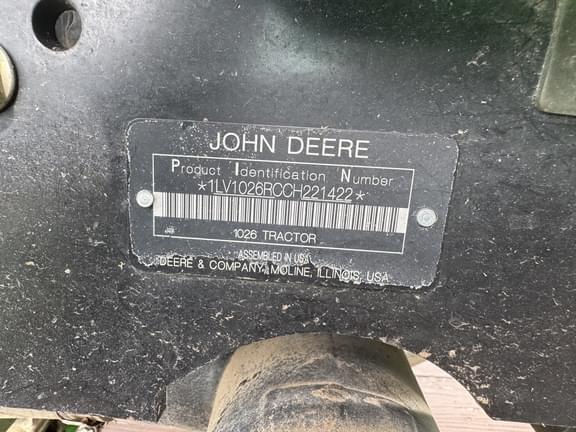 JOHN DEERE
Product Identification Number
*1LV1026RCCH221422*
1026 TRACTOR
ASSEMBLED IN USA
DEERE & COMPANY, MOLINE, ILLINOIS, USA